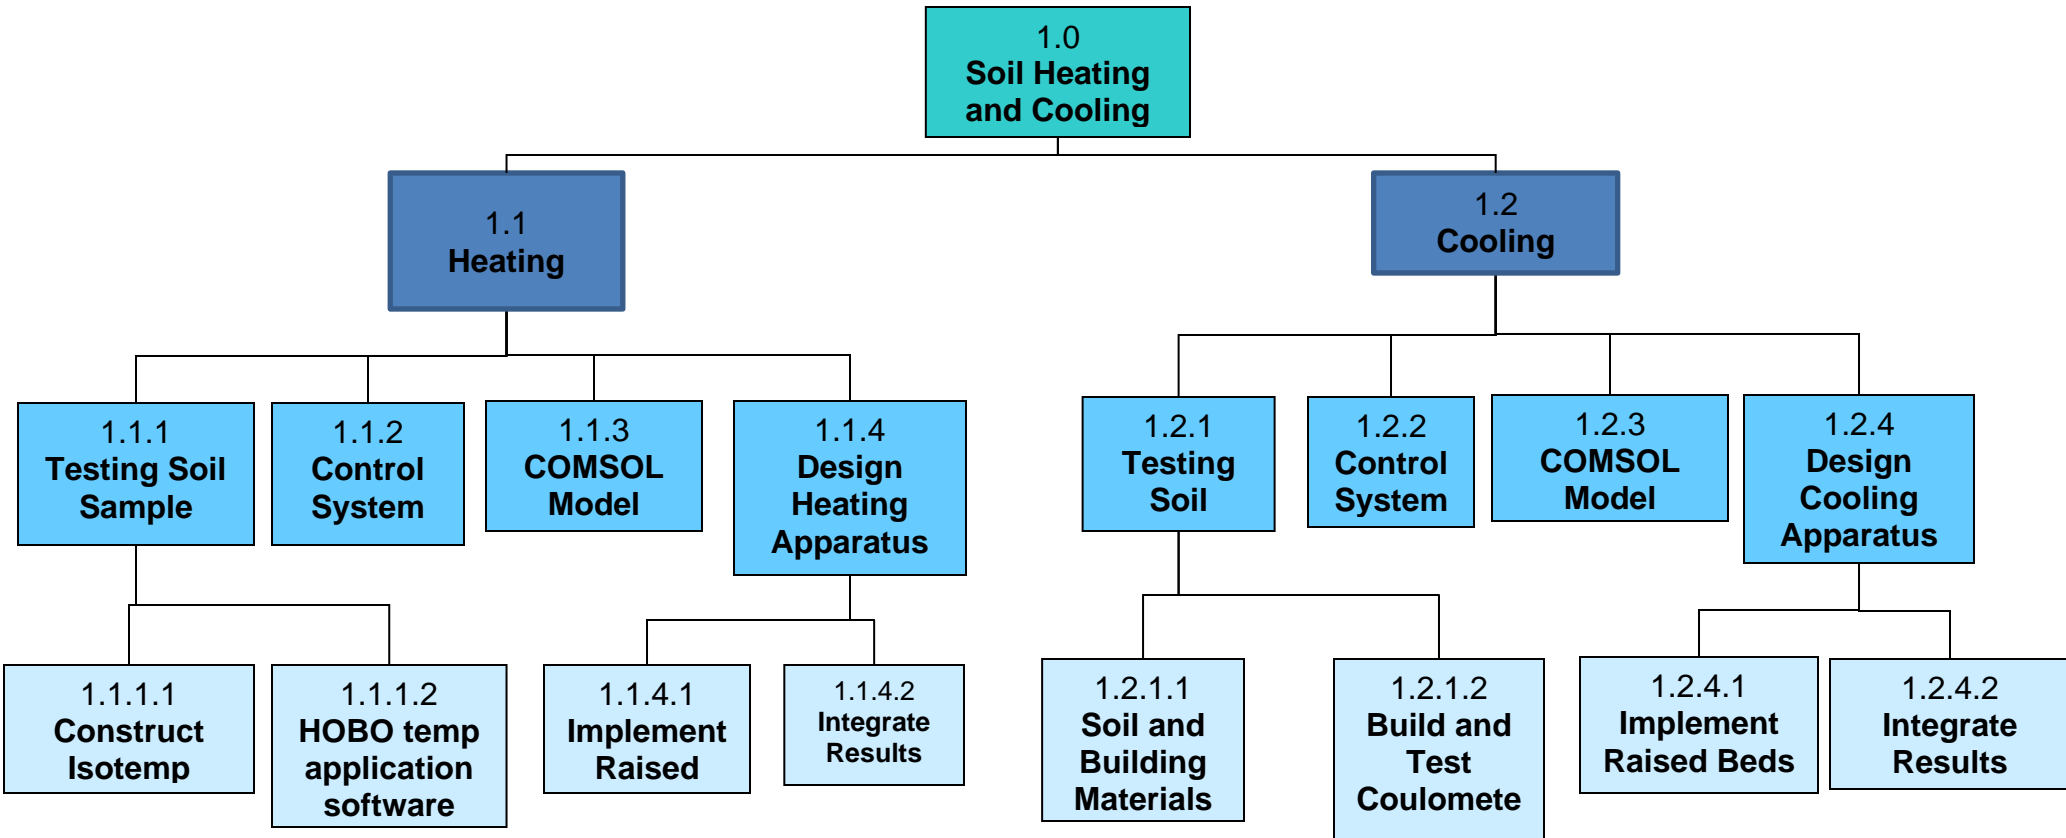 1.0
Soil Heating
and Cooling
1.1
Heating
1.2
Cooling
1.1.1
Testing Soil
Sample
1.1.2
Control
System
1.1.3
COMSOL
Model
1.1.4
Design
Heating
Apparatus
1.2.1
Testing
Soil
1.2.2
Control
System
1.2.3
COMSOL
Model
1.2.4
Design
Cooling
Apparatus
1.1.1.1
Construct
Isotemp
1.1.1.2
HOBO temp
application
software
1.1.4.1
Implement
Raised
1.1.4.2
Integrate
Results
1.2.1.1
Soil and
Building
Materials
1.2.1.2
Build and
Test
Coulomete
1.2.4.1
Implement
Raised Beds
1.2.4.2
Integrate
Results